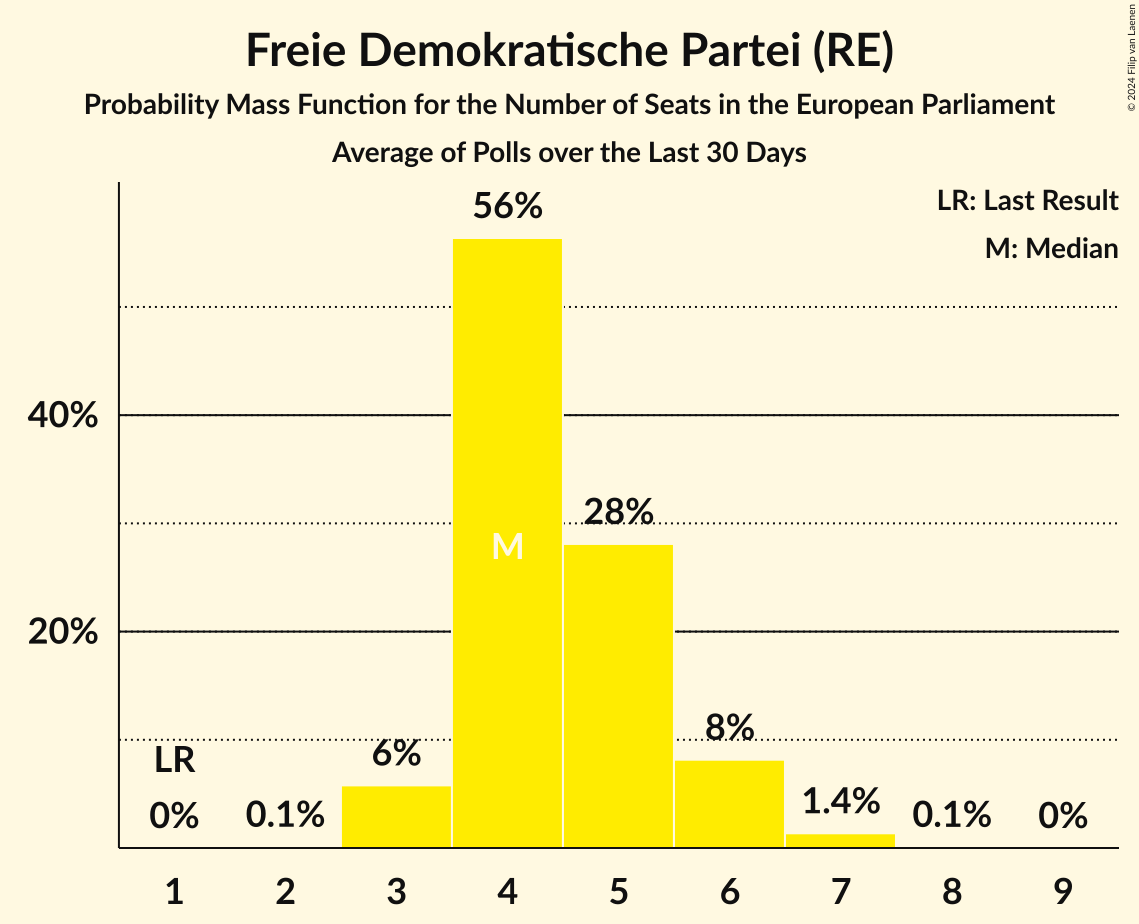 Freie Demokratische Partei (RE)
Probability Mass Function for the Number of Seats in the European Parliament
Average of Polls over the Last 30 Days
© 2024 Filip van Laenen
LR: Last Result
M: Median
56%
40%
28%
M
20%
8%
6%
LR
1.4%
0% 0.1% 0.1% 0%
1 2 3 4 5 6 7 8 9